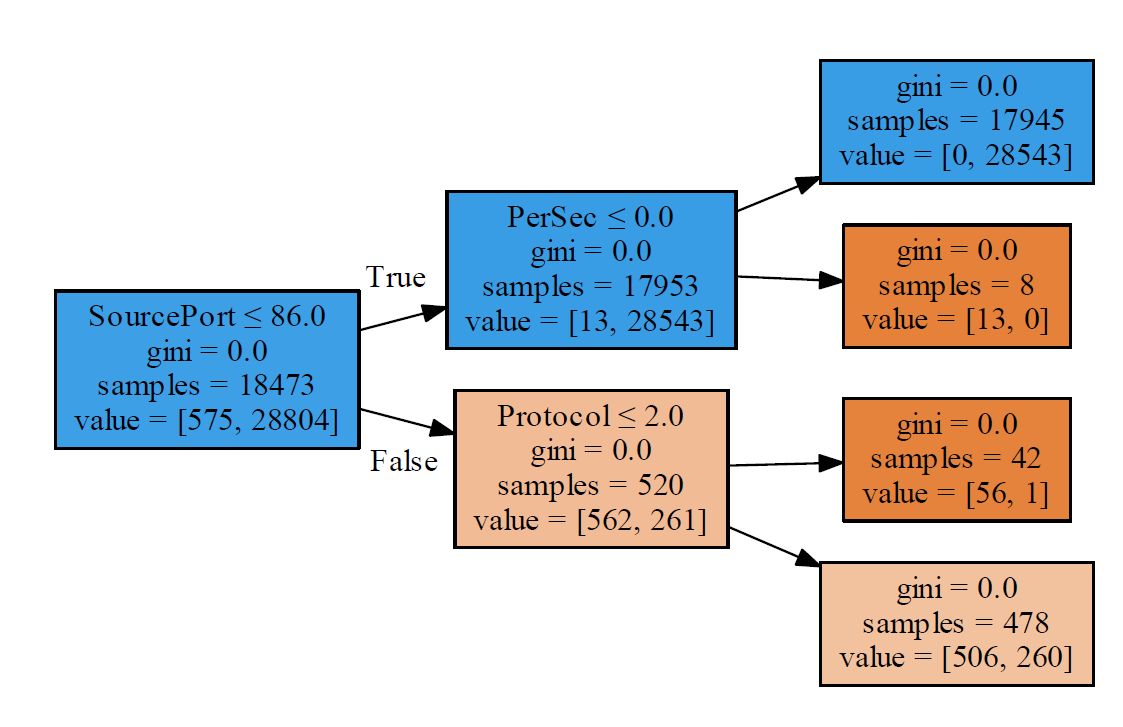 SourcePort ≤ 86.0
gini = 0.0
samples = 18473
value = [575, 28804]
True
False
PerSec ≤ 0.0
gini = 0.0
samples = 17953
value = [13, 28543]
Protocol ≤ 2.0
gini = 0.0
samples = 520
value = [562, 261]
gini = 0.0
samples = 17945
value = [0, 28543]
gini = 0.0
samples = 8
value = [13, 0]
gini = 0.0
samples = 42
value = [56, 1]
gini = 0.0
samples = 478
value = [506, 260]